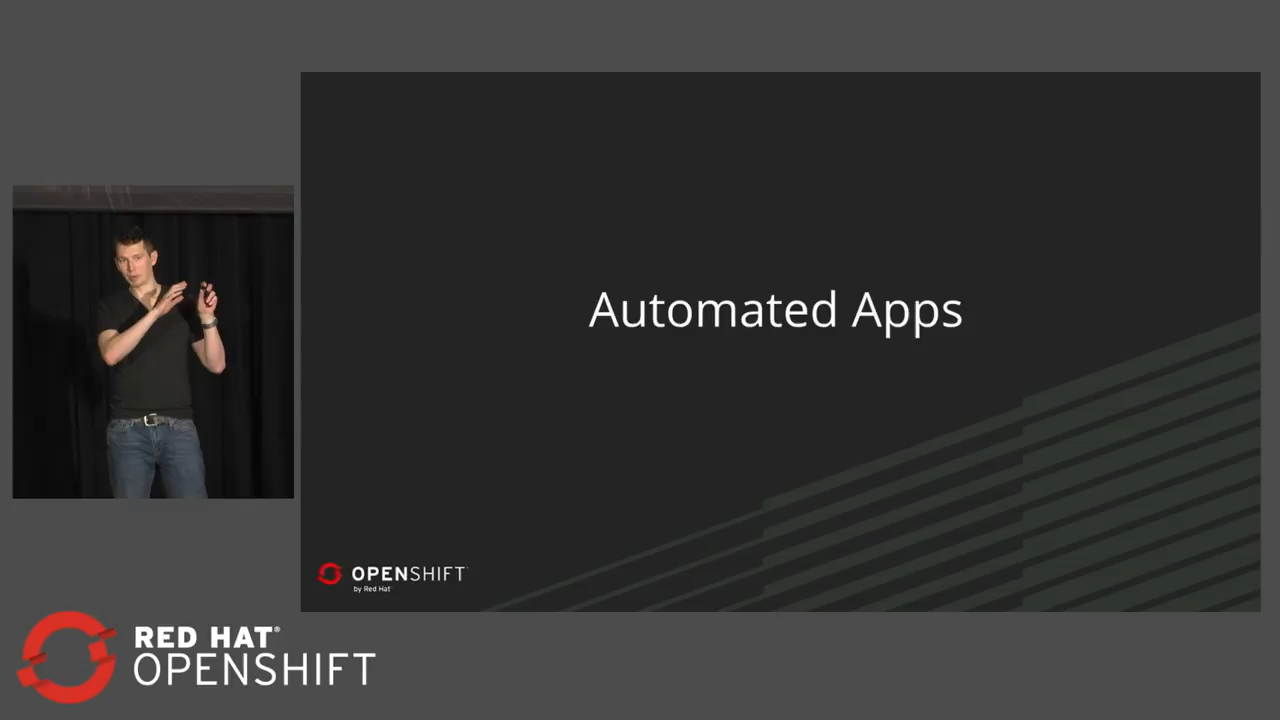 Automated Apps
OPENSHIFT
by Red Hat
RED HAT®
OPENSHIFT